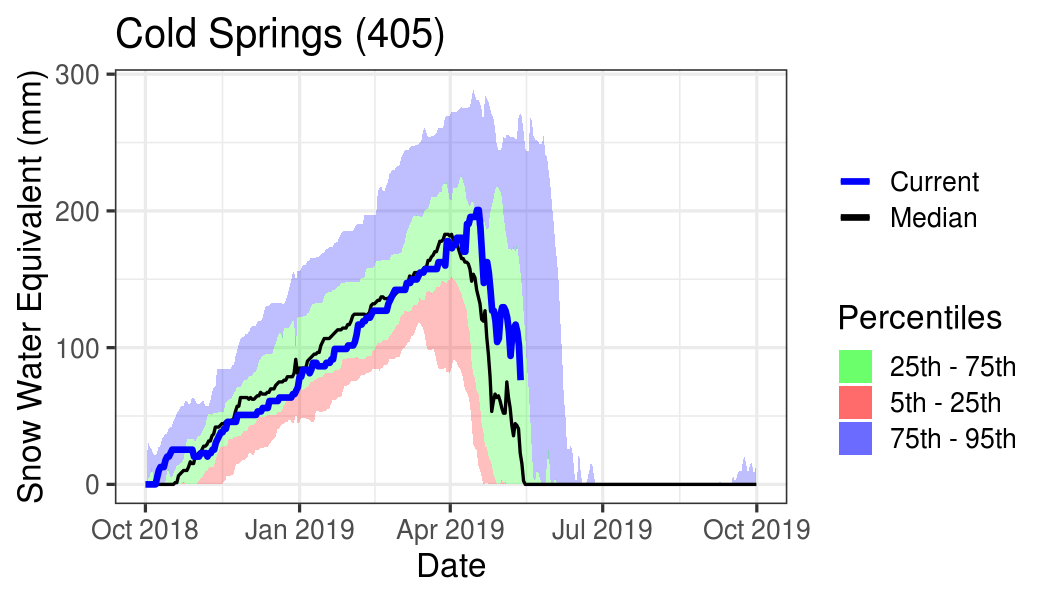 Cold Springs (405)
Snow Water Equivalent (mm)
300
200
100
0
Oct 2018
Jan 2019
Apr 2019
Jul 2019
Oct 2019
Date
Current
Median
Percentiles
25th - 75th
5th - 25th
75th - 95th